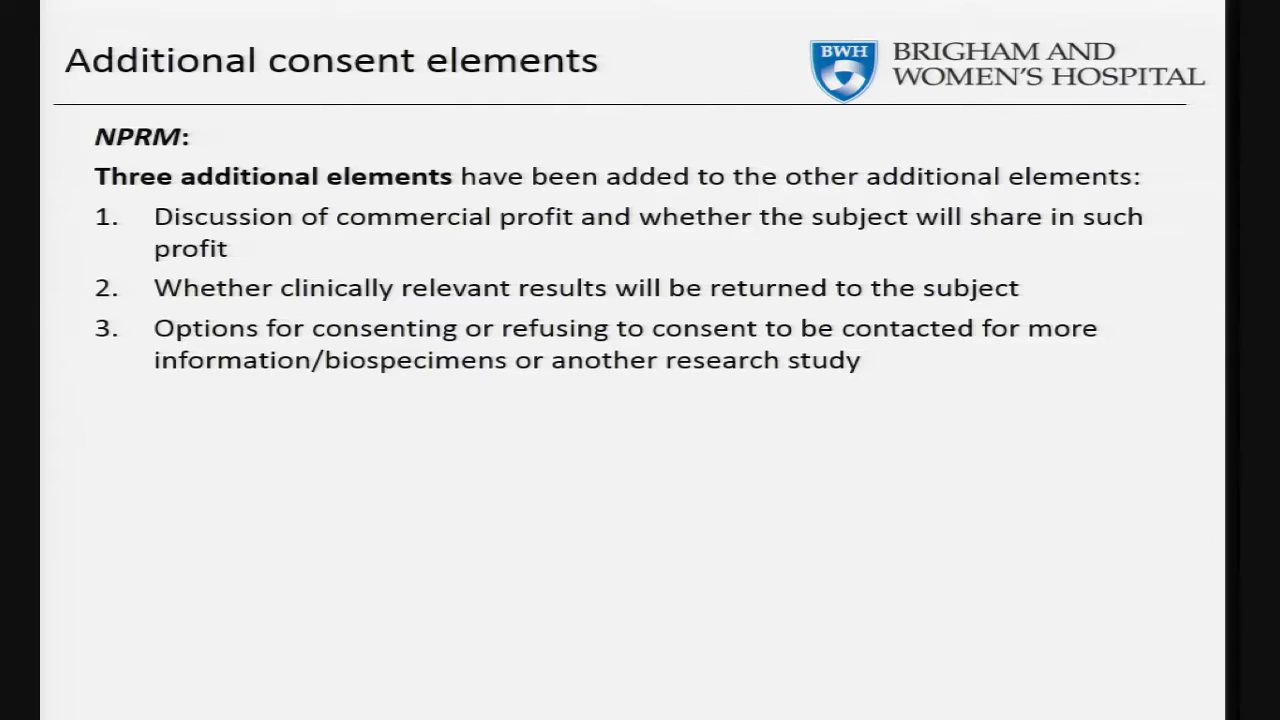 Additional consent elements
BWH
BRIGHAM AND
WOMEN'S HOSPITAL
NPRM:
Three additional elements have been added to the other additional elements:
1. Discussion of commercial profit and whether the subject will share in such
profit
2. Whether clinically relevant results will be returned to the subject
3. Options for consenting or refusing to consent to be contacted for more
information/biospecimens or another research study